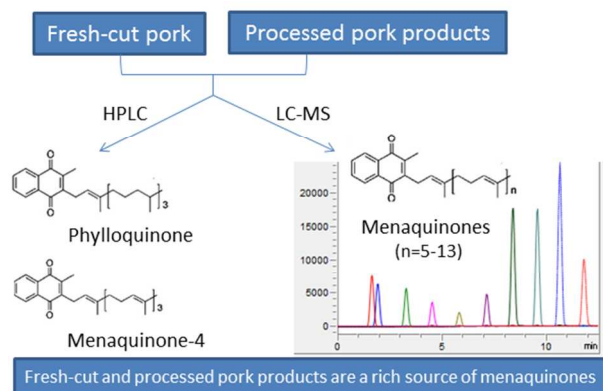 Fresh-cut pork
Processed pork products
HPLC
LC-MS
O
O
3
Phylloquinone
O
O
3
Menaquinone-4
O
O
n
Menaquinones
(n=5-13)
20000
15000
10000
5000
0
0
5
10
min
Fresh-cut and processed pork products are a rich source of menaquinones